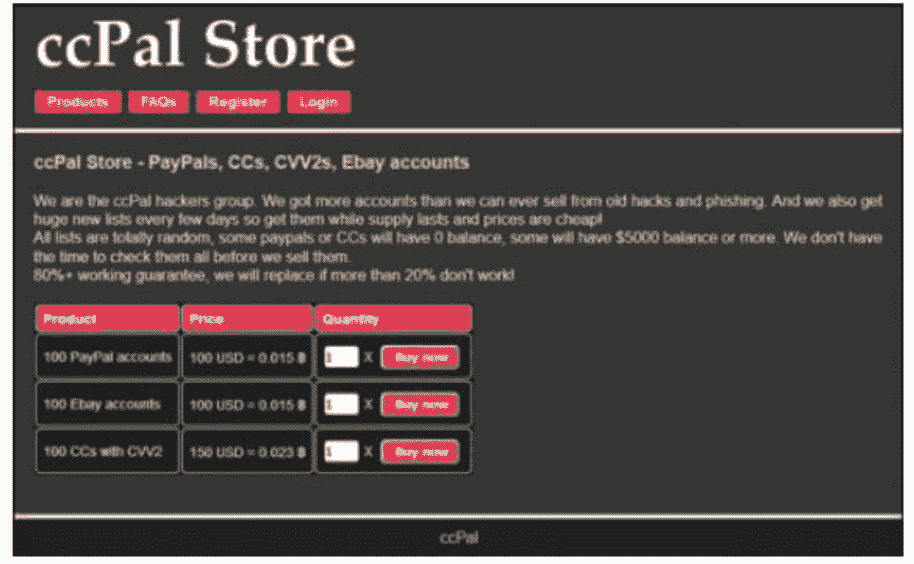 ccPal Store
Products FAQs Register Login
ccPal Store - PayPals, CCs, CVV2s, Ebay accounts
We are the ccPal hackers group. We got more accounts than we can ever sell from old hacks and phishing. And we also get
huge new lists every few days so get them while supply lasts and prices are cheap!
All lists are totally random, some paypals or CCs will have 0 balance, some will have $5000 balance or more. We don't have
the time to check them all before we sell them.
80%+ working guarantee, we will replace if more than 20% don't work!
Product Price Quantity
100 PayPal accounts 100 USD = 0.015 ฿ 1 X Buy now
100 Ebay accounts 100 USD = 0.015 ฿ 1 X Buy now
100 CCs with CVV2 150 USD = 0.023 ฿ 1 X Buy now
ccPal